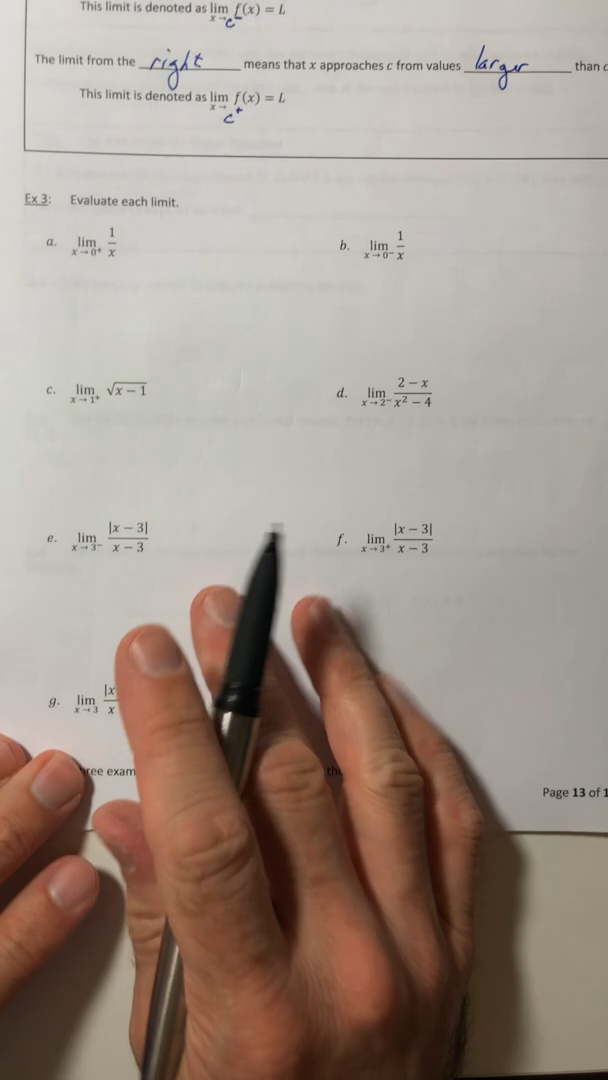 This limit is denoted as lim x→c⁻ f(x) = L
The limit from the right means that x approaches c from values larger than c
This limit is denoted as lim x→c⁺ f(x) = L
Ex 3: Evaluate each limit.
a. lim x→0⁺ 1/x
b. lim x→0⁻ 1/x
c. lim x→1⁺ √(x − 1)
d. lim x→2⁻ (2 − x)/(x² − 4)
e. lim x→3⁻ |x − 3|/(x − 3)
f. lim x→3⁺ |x − 3|/(x − 3)
g. lim x→3 |x/x
exam
Page 13 of 1